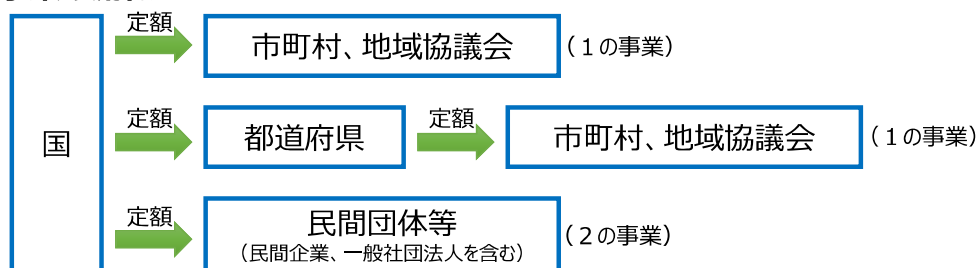 定額
市町村、地域協議会
（１の事業）
国
定額
都道府県
定額
市町村、地域協議会
（１の事業）
定額
民間団体等
（民間企業、一般社団法人を含む）
（２の事業）